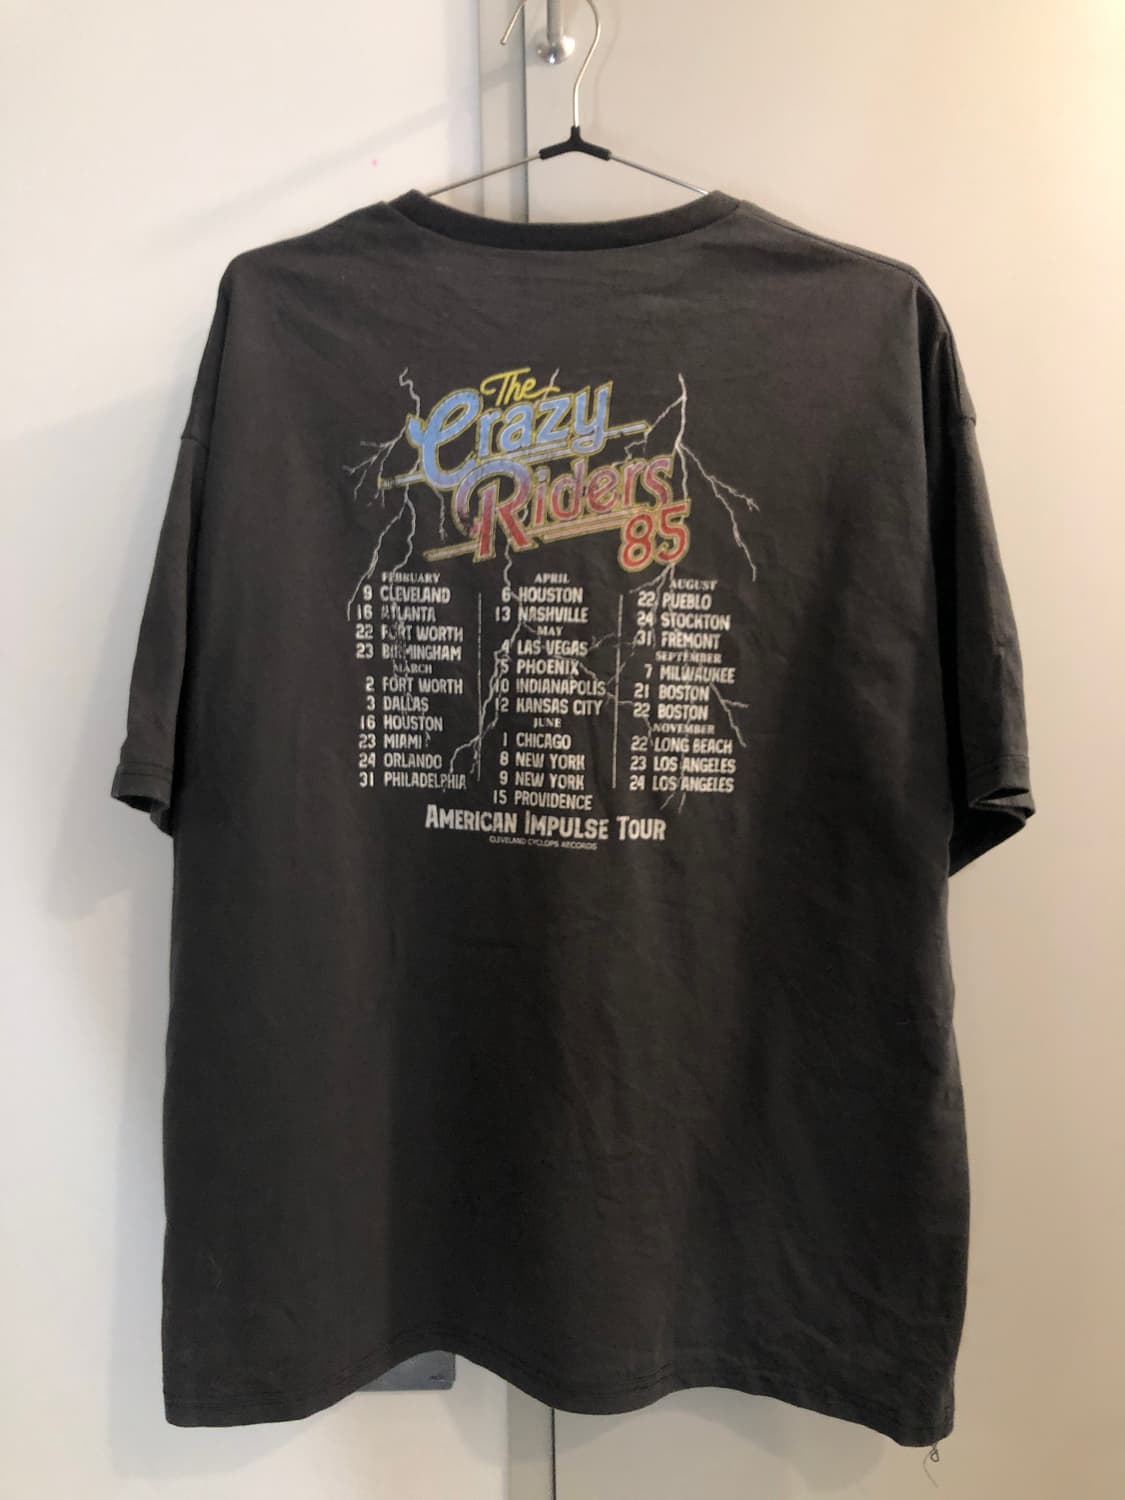 The
Crazy
Riders
85
FEBRUARY
9 CLEVELAND
16 ATLANTA
22 FORT WORTH
23 BIRMINGHAM
MARCH
2 FORT WORTH
3 DALLAS
16 HOUSTON
23 MIAMI
24 ORLANDO
31 PHILADELPHIA
APRIL
6 HOUSTON
13 NASHVILLE
MAY
4 LAS VEGAS
5 PHOENIX
10 INDIANAPOLIS
12 KANSAS CITY
JUNE
1 CHICAGO
8 NEW YORK
9 NEW YORK
15 PROVIDENCE
AUGUST
22 PUEBLO
24 STOCKTON
31 FREMONT
SEPTEMBER
7 MILWAUKEE
21 BOSTON
22 BOSTON
NOVEMBER
22 LONG BEACH
23 LOS ANGELES
24 LOS ANGELES
AMERICAN IMPULSE TOUR
CLEVELAND CYCLOPS RECORDS